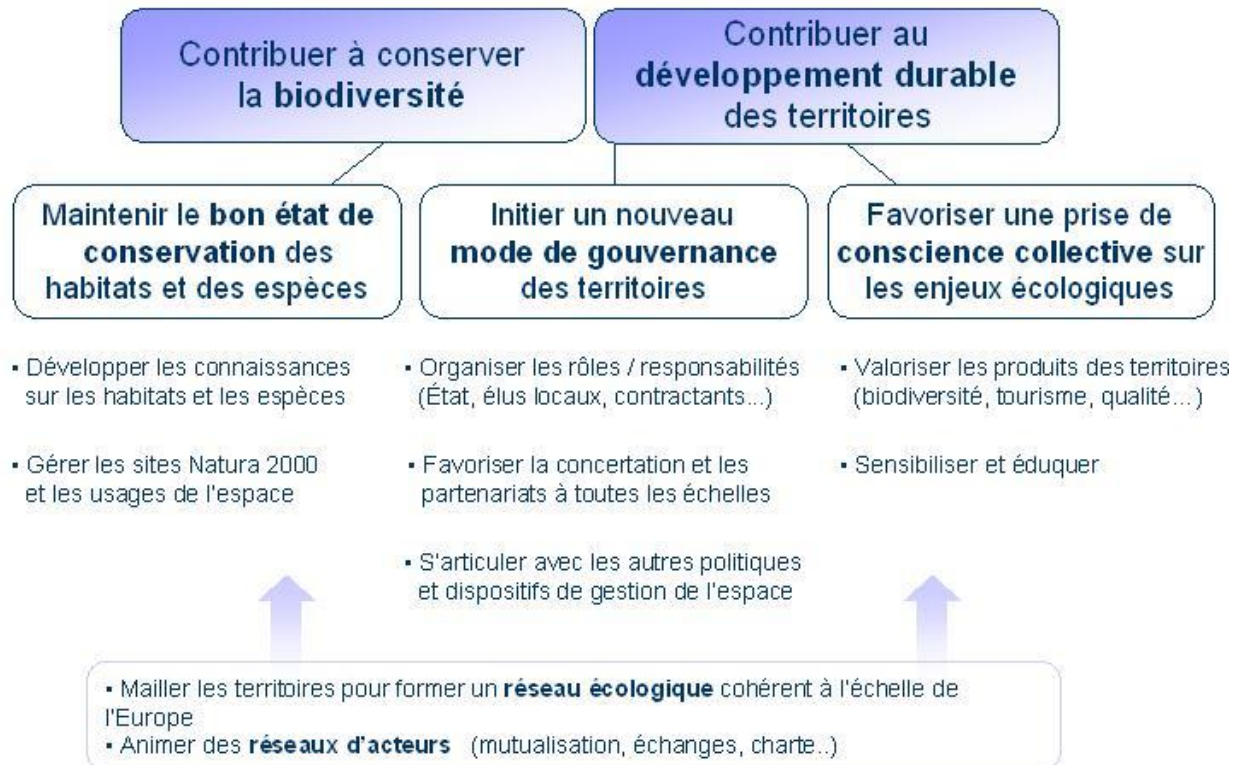 Contribuer à conserver
la biodiversité
Contribuer au
développement durable
des territoires
Maintenir le bon état de
conservation des
habitats et des espèces
Initier un nouveau
mode de gouvernance
des territoires
Favoriser une prise de
conscience collective sur
les enjeux écologiques
▪ Développer les connaissances
sur les habitats et les espèces
▪ Gérer les sites Natura 2000
et les usages de l'espace
▪ Organiser les rôles / responsabilités
(État, élus locaux, contractants...)
▪ Favoriser la concertation et les
partenariats à toutes les échelles
▪ S'articuler avec les autres politiques
et dispositifs de gestion de l'espace
▪ Valoriser les produits des territoires
(biodiversité, tourisme, qualité...)
▪ Sensibiliser et éduquer
▪ Mailler les territoires pour former un réseau écologique cohérent à l'échelle de
l'Europe
▪ Animer des réseaux d'acteurs (mutualisation, échanges, charte..)